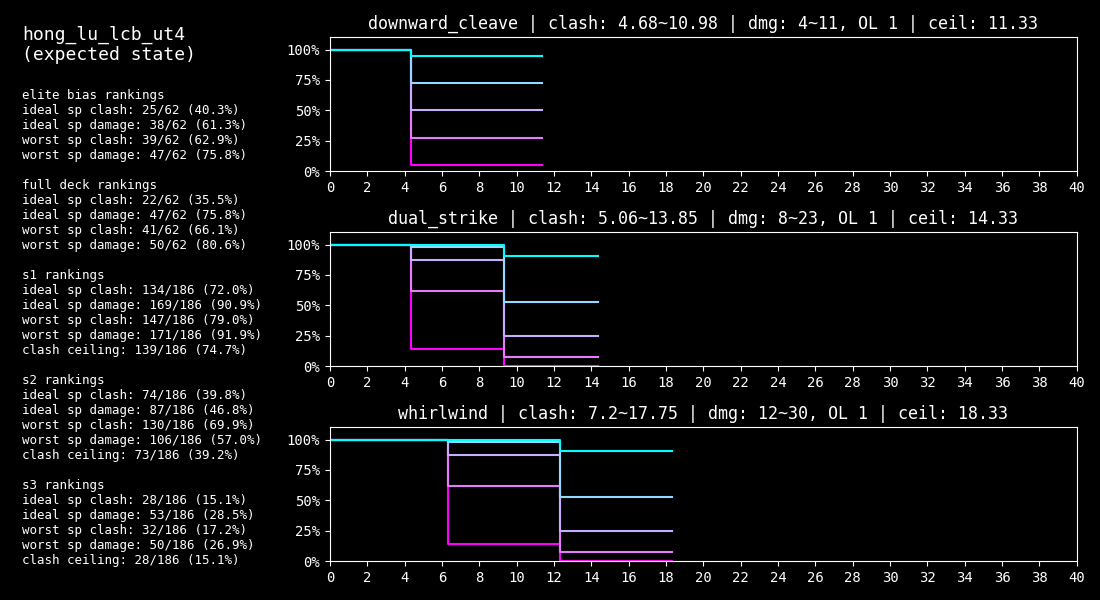 hong_lu_lcb_ut4
(expected state)
elite bias rankings
ideal sp clash: 25/62 (40.3%)
ideal sp damage: 38/62 (61.3%)
worst sp clash: 39/62 (62.9%)
worst sp damage: 47/62 (75.8%)
full deck rankings
ideal sp clash: 22/62 (35.5%)
ideal sp damage: 47/62 (75.8%)
worst sp clash: 41/62 (66.1%)
worst sp damage: 50/62 (80.6%)
s1 rankings
ideal sp clash: 134/186 (72.0%)
ideal sp damage: 169/186 (90.9%)
worst sp clash: 147/186 (79.0%)
worst sp damage: 171/186 (91.9%)
clash ceiling: 139/186 (74.7%)
s2 rankings
ideal sp clash: 74/186 (39.8%)
ideal sp damage: 87/186 (46.8%)
worst sp clash: 130/186 (69.9%)
worst sp damage: 106/186 (57.0%)
clash ceiling: 73/186 (39.2%)
s3 rankings
ideal sp clash: 28/186 (15.1%)
ideal sp damage: 53/186 (28.5%)
worst sp clash: 32/186 (17.2%)
worst sp damage: 50/186 (26.9%)
clash ceiling: 28/186 (15.1%)
downward_cleave | clash: 4.68~10.98 | dmg: 4~11, OL 1 | ceil: 11.33
100%
75%
50%
25%
0%
0 2 4 6 8 10 12 14 16 18 20 22 24 26 28 30 32 34 36 38 40
dual_strike | clash: 5.06~13.85 | dmg: 8~23, OL 1 | ceil: 14.33
100%
75%
50%
25%
0%
0 2 4 6 8 10 12 14 16 18 20 22 24 26 28 30 32 34 36 38 40
whirlwind | clash: 7.2~17.75 | dmg: 12~30, OL 1 | ceil: 18.33
100%
75%
50%
25%
0%
0 2 4 6 8 10 12 14 16 18 20 22 24 26 28 30 32 34 36 38 40